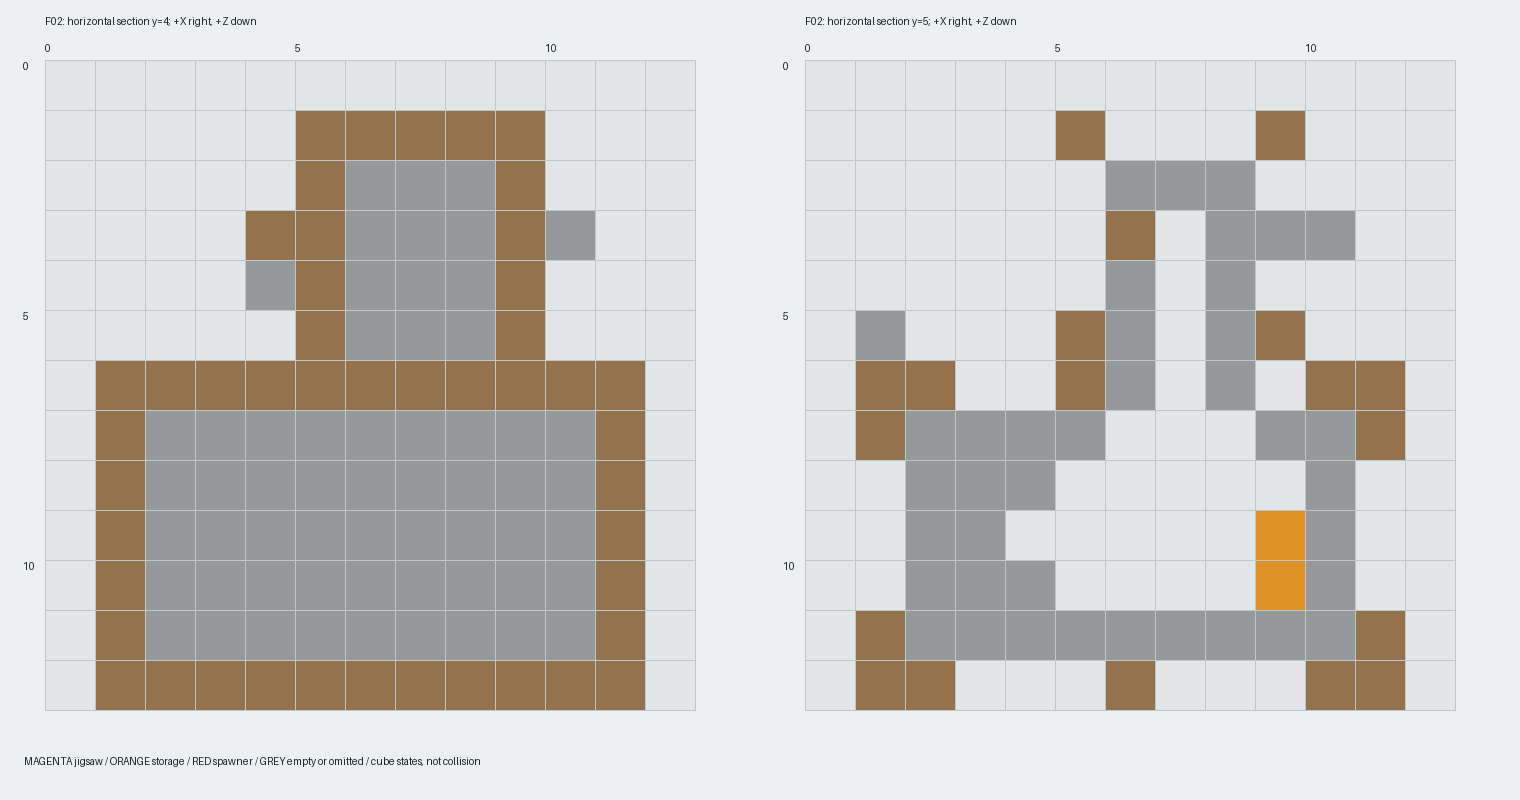 F02: horizontal section y=4; +X right, +Z down
F02: horizontal section y=5; +X right, +Z down
0 5 10
0 5 10
0
0
5
5
10
10
MAGENTA jigsaw / ORANGE storage / RED spawner / GREY empty or omitted / cube states, not collision